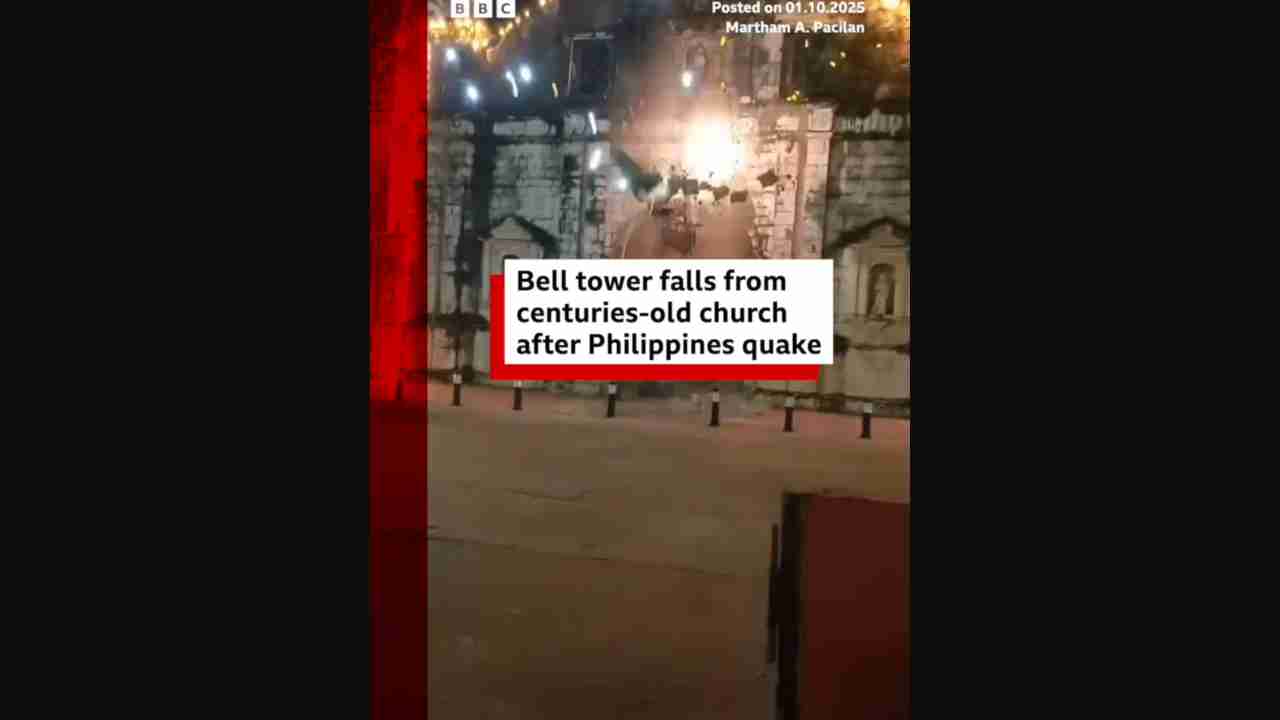 BBC
Posted on 01.10.2025
Martham A. Pacilan
Bell tower falls from
centuries-old church
after Philippines quake